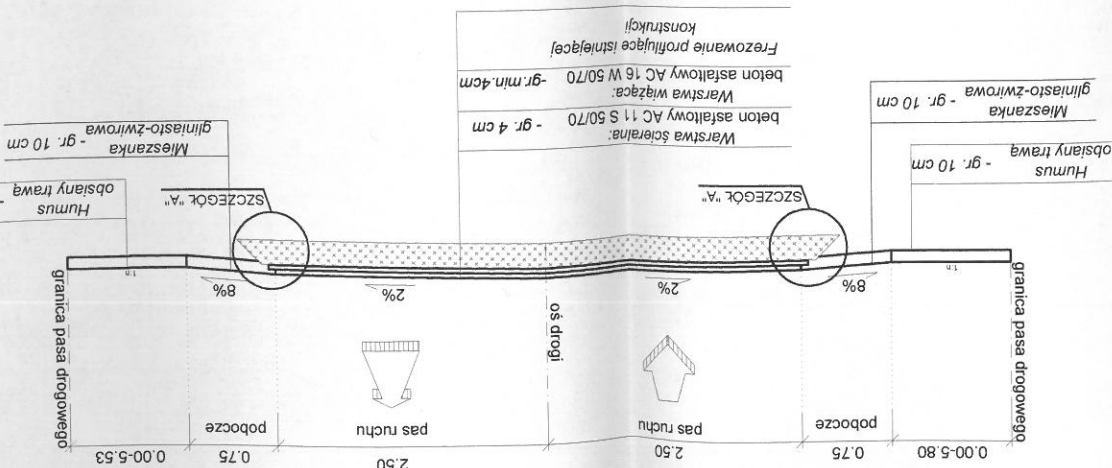 0.00-5.80
0.75
2.50
2.50
0.75
0.00-5.53
pobocze
pas ruchu
pas ruchu
pobocze
granica pasa drogowego
oś drogi
granica pasa drogowego
8%
2%
2%
8%
1:n
1:n
SZCZEGÓŁ "A"
SZCZEGÓŁ "A"
Humus
obsiany trawą - gr. 10 cm
Mieszanka
gliniasto-żwirowa - gr. 10 cm
Warstwa ścieralna:
beton asfaltowy AC 11 S 50/70 - gr. 4 cm
Warstwa wiążąca:
beton asfaltowy AC 16 W 50/70 -gr.min.4cm
Frezowanie profilujące istniejącej
konstrukcji
Humus
obsiany trawą -
Mieszanka
gliniasto-żwirowa - gr. 10 cm